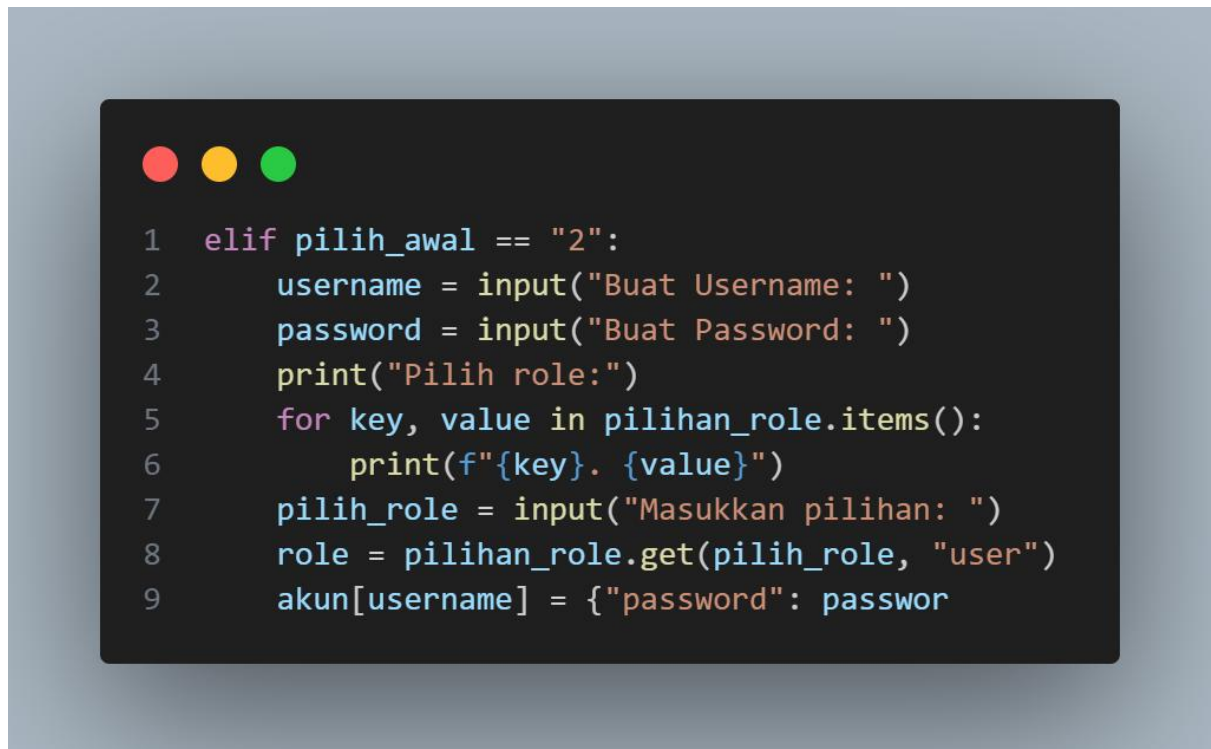 1 elif pilih_awal == "2":
2     username = input("Buat Username: ")
3     password = input("Buat Password: ")
4     print("Pilih role:")
5     for key, value in pilihan_role.items():
6         print(f"{key}. {value}")
7     pilih_role = input("Masukkan pilihan: ")
8     role = pilihan_role.get(pilih_role, "user")
9     akun[username] = {"password": passwor